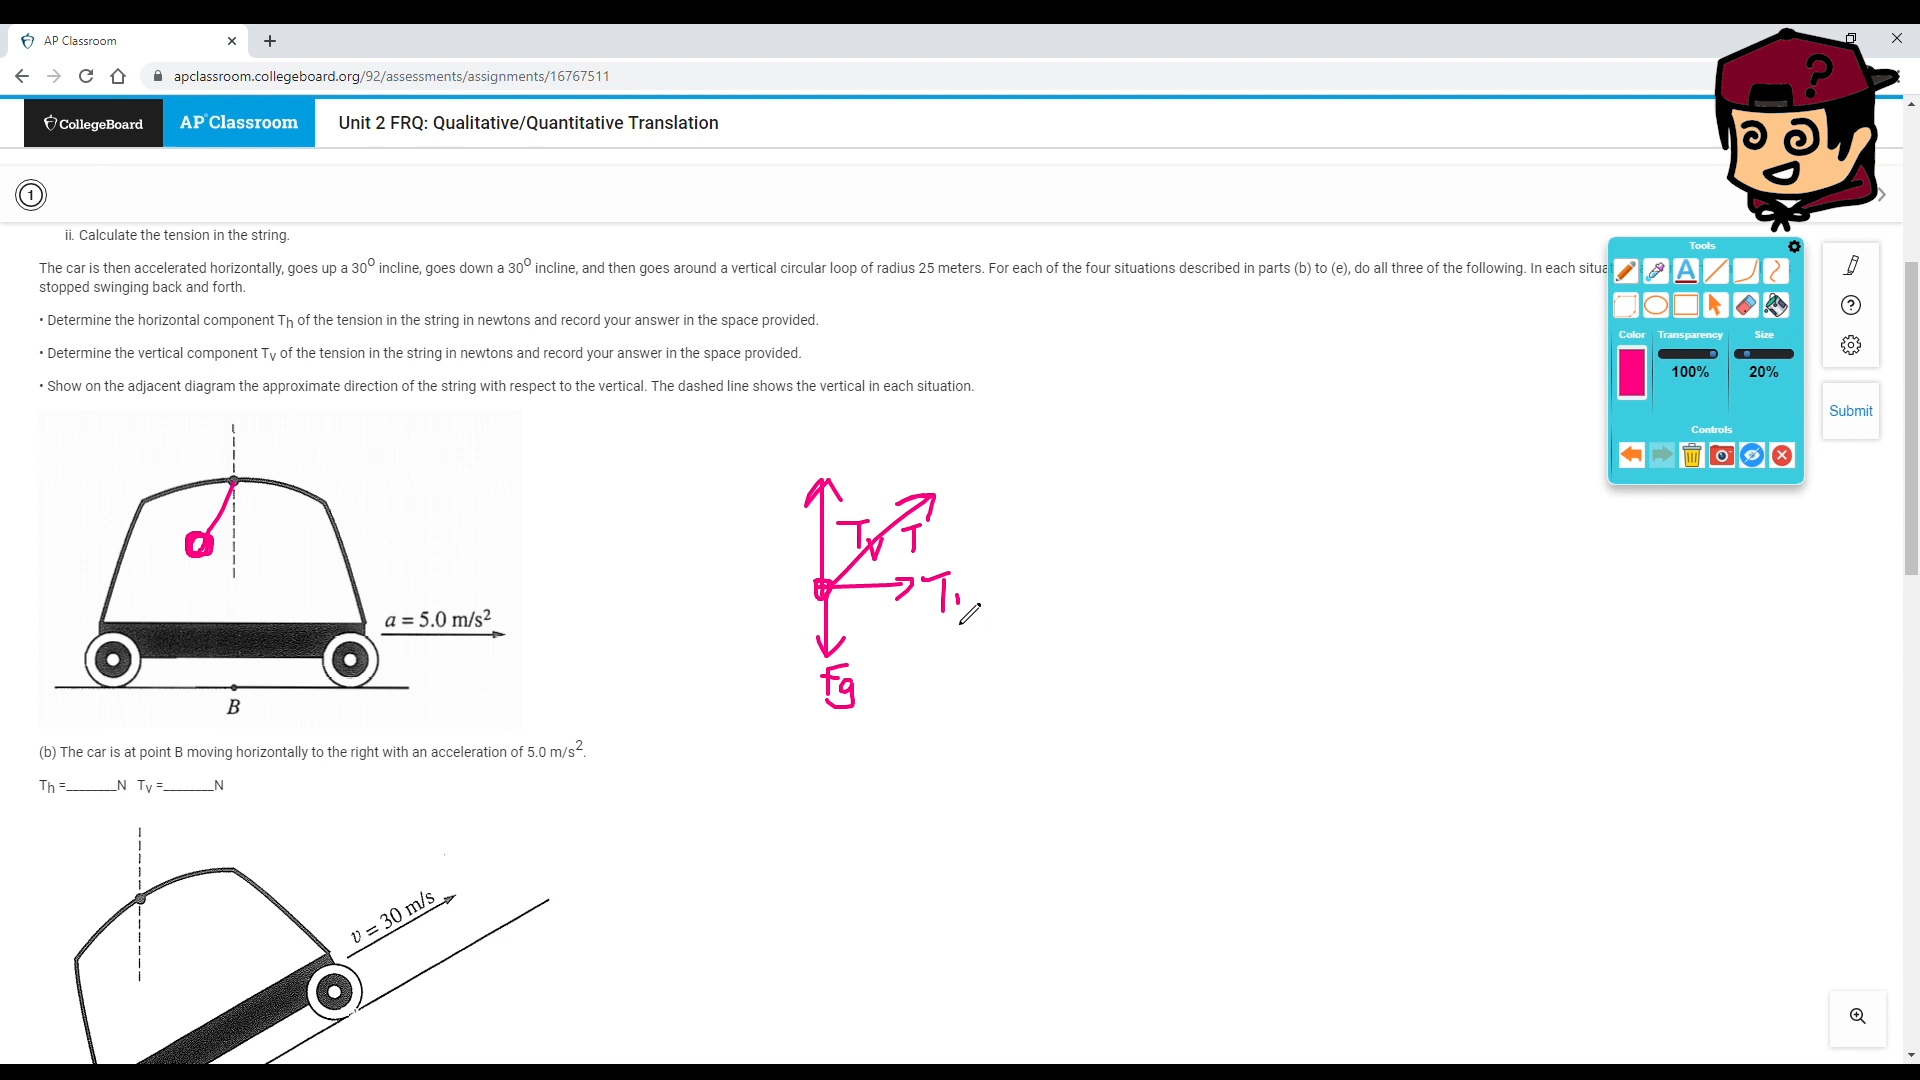 AP Classroom
apclassroom.collegeboard.org/92/assessments/assignments/16767511
CollegeBoard
AP Classroom
Unit 2 FRQ: Qualitative/Quantitative Translation
?
1
ii. Calculate the tension in the string.
The car is then accelerated horizontally, goes up a 30° incline, goes down a 30° incline, and then goes around a vertical circular loop of radius 25 meters. For each of the four situations described in parts (b) to (e), do all three of the following. In each
stopped swinging back and forth.
• Determine the horizontal component Th of the tension in the string in newtons and record your answer in the space provided.
• Determine the vertical component Tv of the tension in the string in newtons and record your answer in the space provided.
• Show on the adjacent diagram the approximate direction of the string with respect to the vertical. The dashed line shows the vertical in each situation.
Tools
Color Transparency Size
100% 20%
Controls
Submit
Tv T
T
Fg
a = 5.0 m/s²
B
(b) The car is at point B moving horizontally to the right with an acceleration of 5.0 m/s².
Th =_______N Tv =_______N
v = 30 m/s